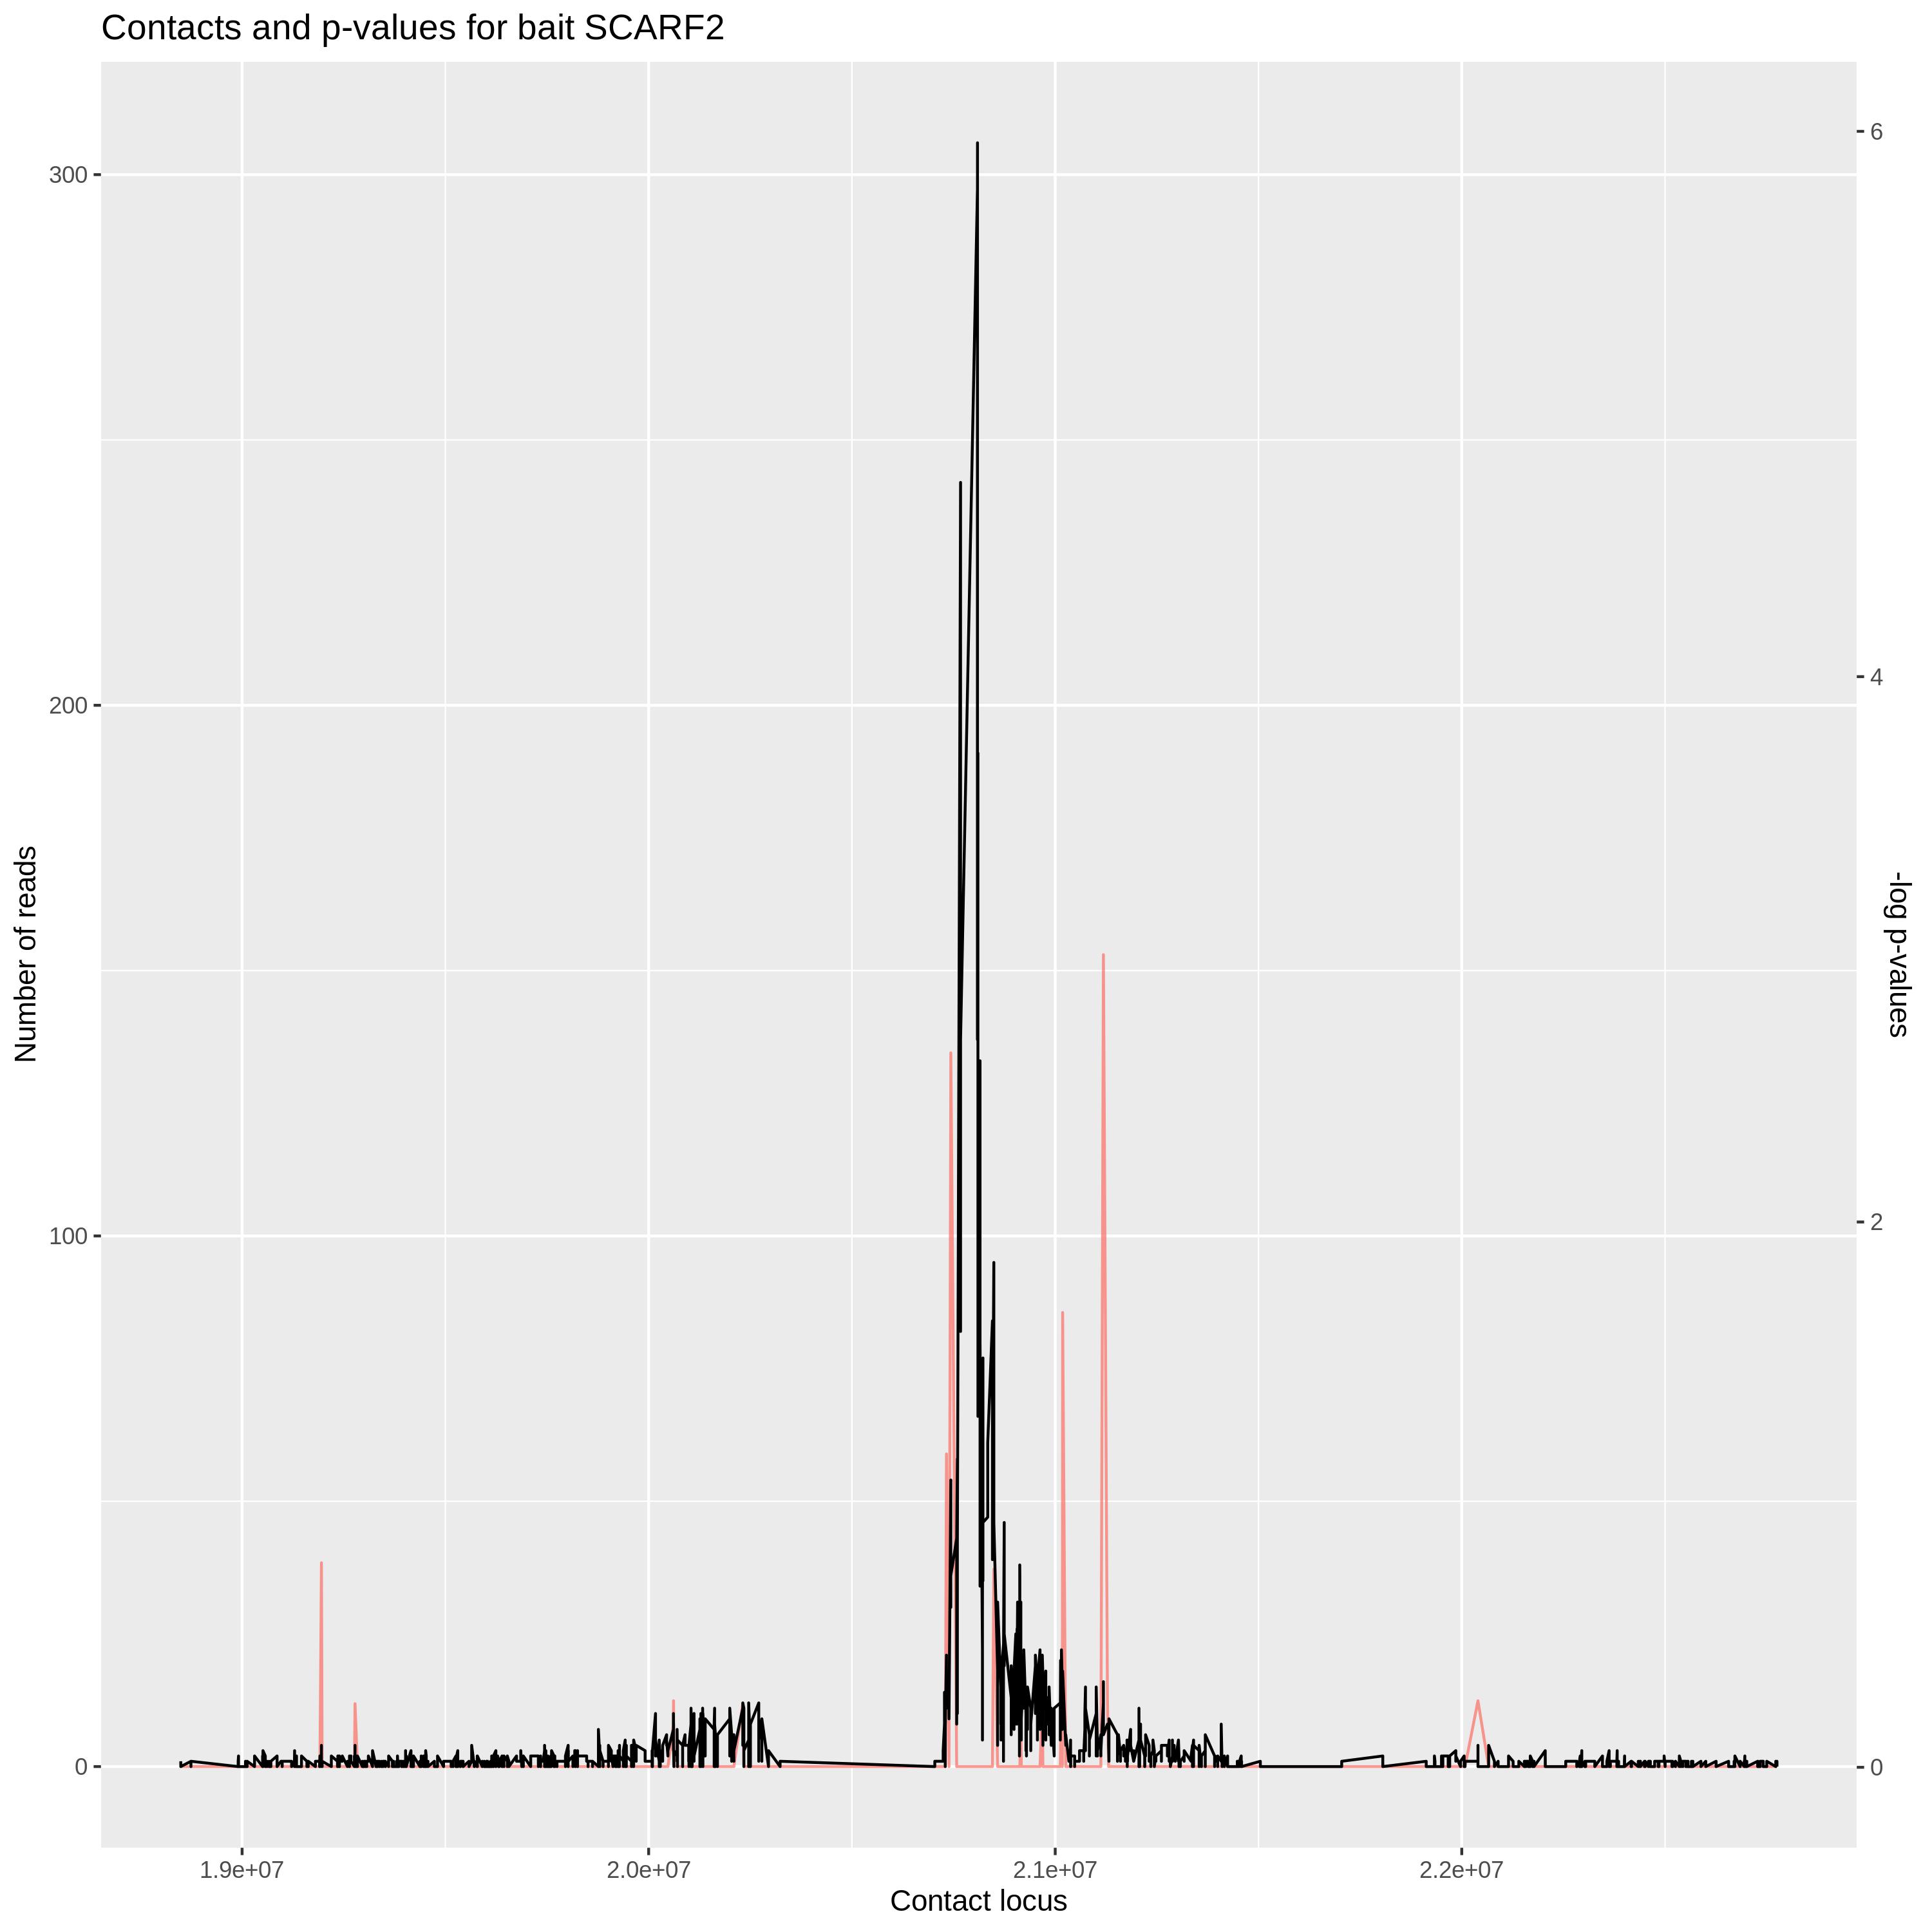 Contacts and p-values for bait SCARF2
300
200
100
0
6
4
2
0
Number of reads
-log p-values
1.9e+07 2.0e+07 2.1e+07 2.2e+07
Contact locus